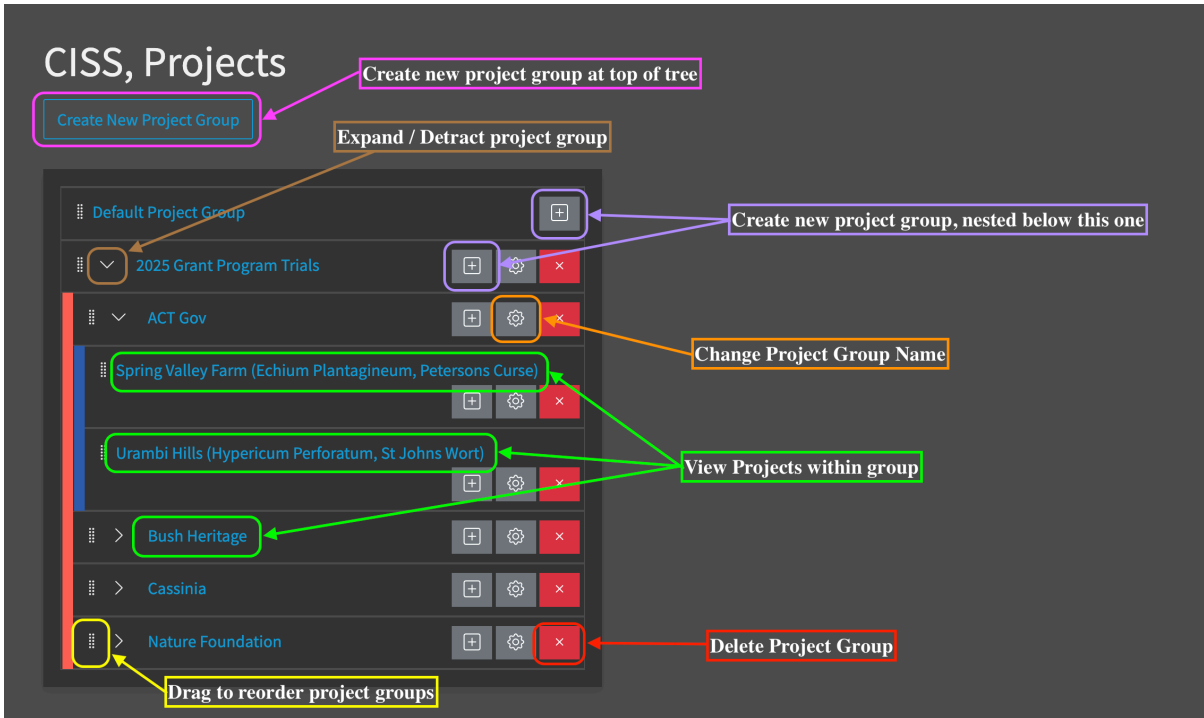 CISS, Projects
Create new project group at top of tree
Create New Project Group
Expand / Detract project group
Default Project Group
Create new project group, nested below this one
2025 Grant Program Trials
ACT Gov
Change Project Group Name
Spring Valley Farm (Echium Plantagineum, Petersons Curse)
Urambi Hills (Hypericum Perforatum, St Johns Wort)
View Projects within group
Bush Heritage
Cassinia
Nature Foundation
Delete Project Group
Drag to reorder project groups